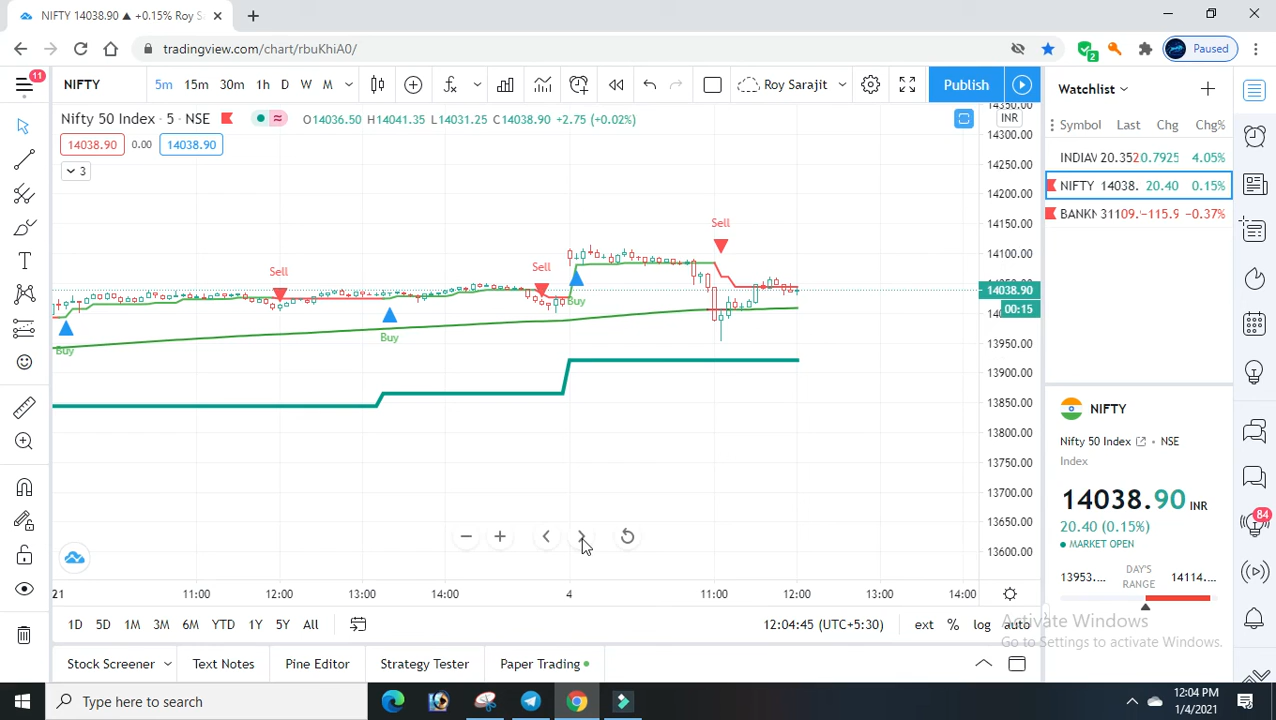 NIFTY 14038.90 ▲ +0.15% Roy S
tradingview.com/chart/rbuKhiA0/
2
Paused
11
NIFTY
5m 15m 30m 1h D W M
Roy Sarajit
Publish
Watchlist
Nifty 50 Index · 5 · NSE
O14036.50 H14041.35 L14031.25 C14038.90 +2.75 (+0.02%)
INR
14038.90 0.00 14038.90
3
Symbol Last Chg Chg%
INDIAV 20.352 0.7925 4.05%
NIFTY 14038. 20.40 0.15%
BANKN 31109. −115.9 −0.37%
14350.00
14300.00
14250.00
14200.00
14150.00
14100.00
14038.90
00:15
13950.00
13900.00
13850.00
13800.00
13750.00
13700.00
13650.00
13600.00
Sell
Sell
Sell
Buy
Buy
Buy
NIFTY
Nifty 50 Index · NSE
Index
14038.90 INR
20.40 (0.15%)
MARKET OPEN
84
13953... DAY'S RANGE 14114....
21 11:00 12:00 13:00 14:00 4 11:00 12:00 13:00 14:00
1D 5D 1M 3M 6M YTD 1Y 5Y All
12:04:45 (UTC+5:30) ext % log auto
Activate Windows
Go to Settings to activate Windows.
Stock Screener Text Notes Pine Editor Strategy Tester Paper Trading
Type here to search
12:04 PM
1/4/2021